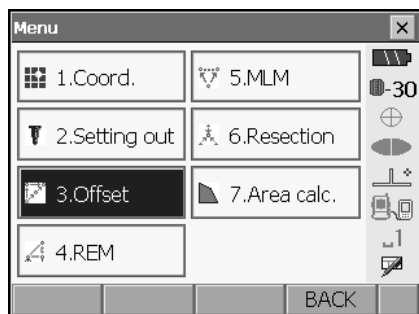 Menu
1.Coord.
5.MLM
-30
2.Setting out
6.Resection
3.Offset
7.Area calc.
4.REM
1
BACK